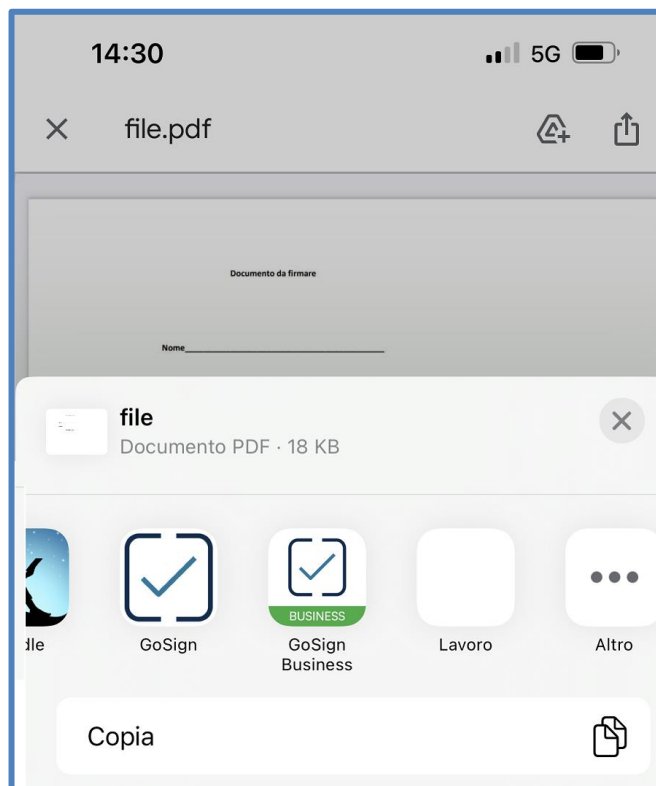 14:30
5G
file.pdf
Documento da firmare
Nome
file
Documento PDF · 18 KB
dle
GoSign
BUSINESS
GoSign
Business
Lavoro
Altro
Copia